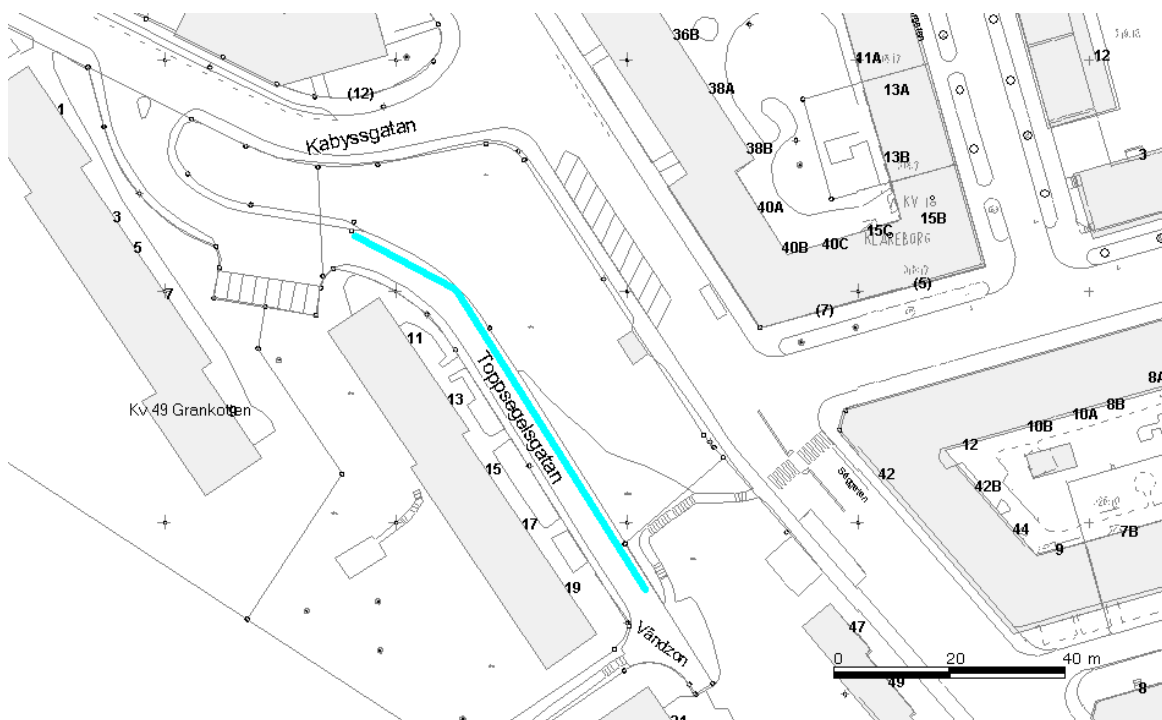 36B
11A
12
(12)
38A
13A
1
Kabyssgatan
38B
13B
3
3
40A
KV 18
15B
5
15C
KLAREBORG
40B
40C
7
(5)
(7)
11
Toppsegelsgatan
8A
Kv 49 Grankotten
13
8B
10A
10B
12
15
42
42B
17
44
7B
9
19
47
Vändzon
0 20 40 m
49
8